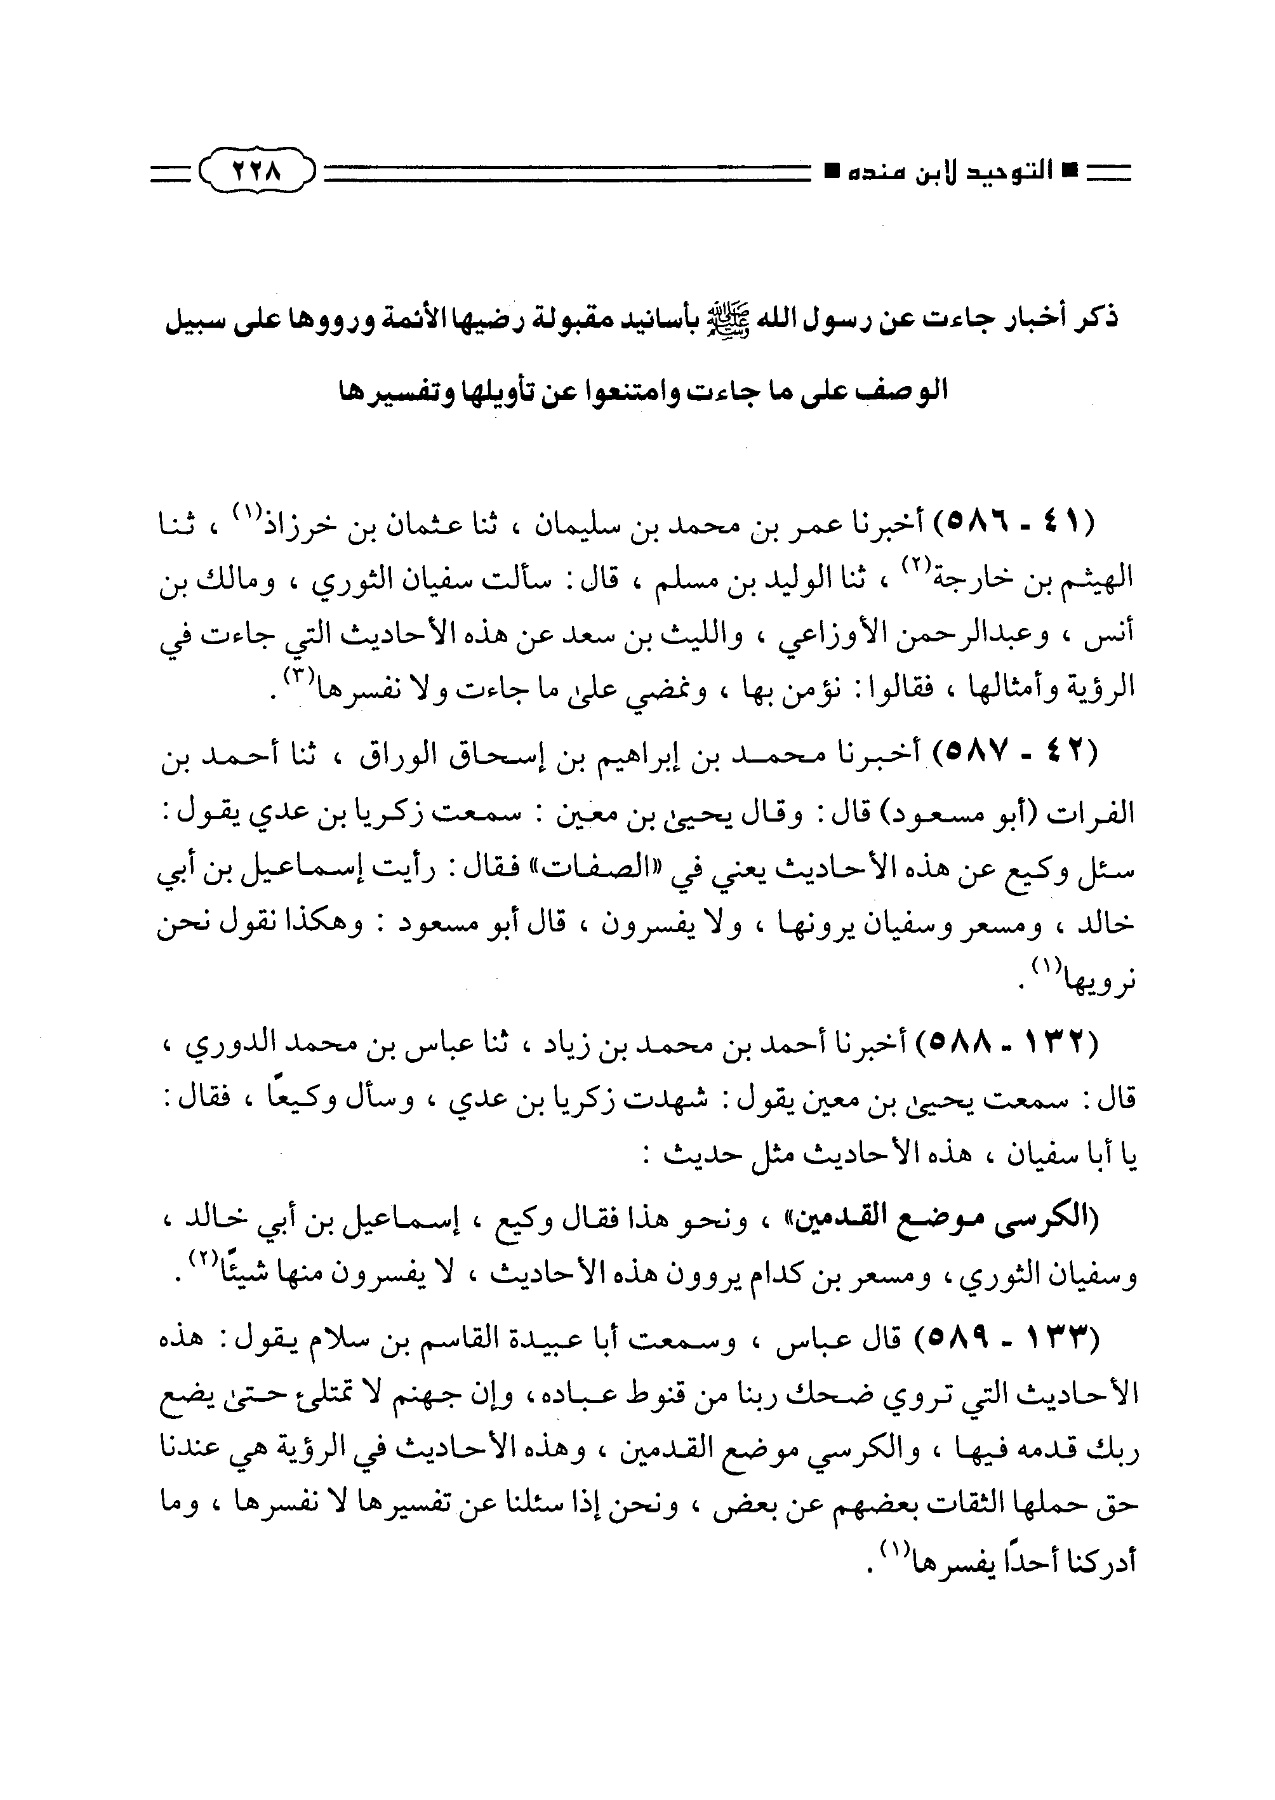 ■ التوحيد لابن منده ■ ٢٢٨
ذكر أخبار جاءت عن رسول الله ﷺ بأسانيد مقبولة رضيها الأئمة ورووها على سبيل
الوصف على ما جاءت وامتنعوا عن تأويلها وتفسيرها
(٤١ - ٥٨٦) أخبرنا عمر بن محمد بن سليمان ، ثنا عثمان بن خرزاذ(١) ، ثنا
الهيثم بن خارجة(٢) ، ثنا الوليد بن مسلم ، قال : سألت سفيان الثوري ، ومالك بن
أنس ، وعبدالرحمن الأوزاعي ، والليث بن سعد عن هذه الأحاديث التي جاءت في
الرؤية وأمثالها ، فقالوا : نؤمن بها ، ونمضي على ما جاءت ولا نفسرها(٣) .
(٤٢ - ٥٨٧) أخبرنا محمد بن إبراهيم بن إسحاق الوراق ، ثنا أحمد بن
الفرات (أبو مسعود) قال : وقال يحيى بن معين : سمعت زكريا بن عدي يقول :
سئل وكيع عن هذه الأحاديث يعني في «الصفات» فقال : رأيت إسماعيل بن أبي
خالد ، ومسعر وسفيان يرونها ، ولا يفسرون ، قال أبو مسعود : وهكذا نقول نحن
نرويها(١) .
(١٣٢ - ٥٨٨) أخبرنا أحمد بن محمد بن زياد ، ثنا عباس بن محمد الدوري ،
قال : سمعت يحيى بن معين يقول : شهدت زكريا بن عدي ، وسأل وكيعًا ، فقال :
يا أبا سفيان ، هذه الأحاديث مثل حديث :
(الكرسى موضع القدمين» ، ونحو هذا فقال وكيع ، إسماعيل بن أبي خالد ،
وسفيان الثوري، ومسعر بن كدام يروون هذه الأحاديث ، لا يفسرون منها شيئًا(٢) .
(١٣٣ - ٥٨٩) قال عباس ، وسمعت أبا عبيدة القاسم بن سلام يقول : هذه
الأحاديث التي تروي ضحك ربنا من قنوط عباده، وإن جهنم لا تمتلئ حتى يضع
ربك قدمه فيها ، والكرسي موضع القدمين ، وهذه الأحاديث في الرؤية هي عندنا
حق حملها الثقات بعضهم عن بعض ، ونحن إذا سئلنا عن تفسيرها لا نفسرها ، وما
أدركنا أحدًا يفسرها(١) .